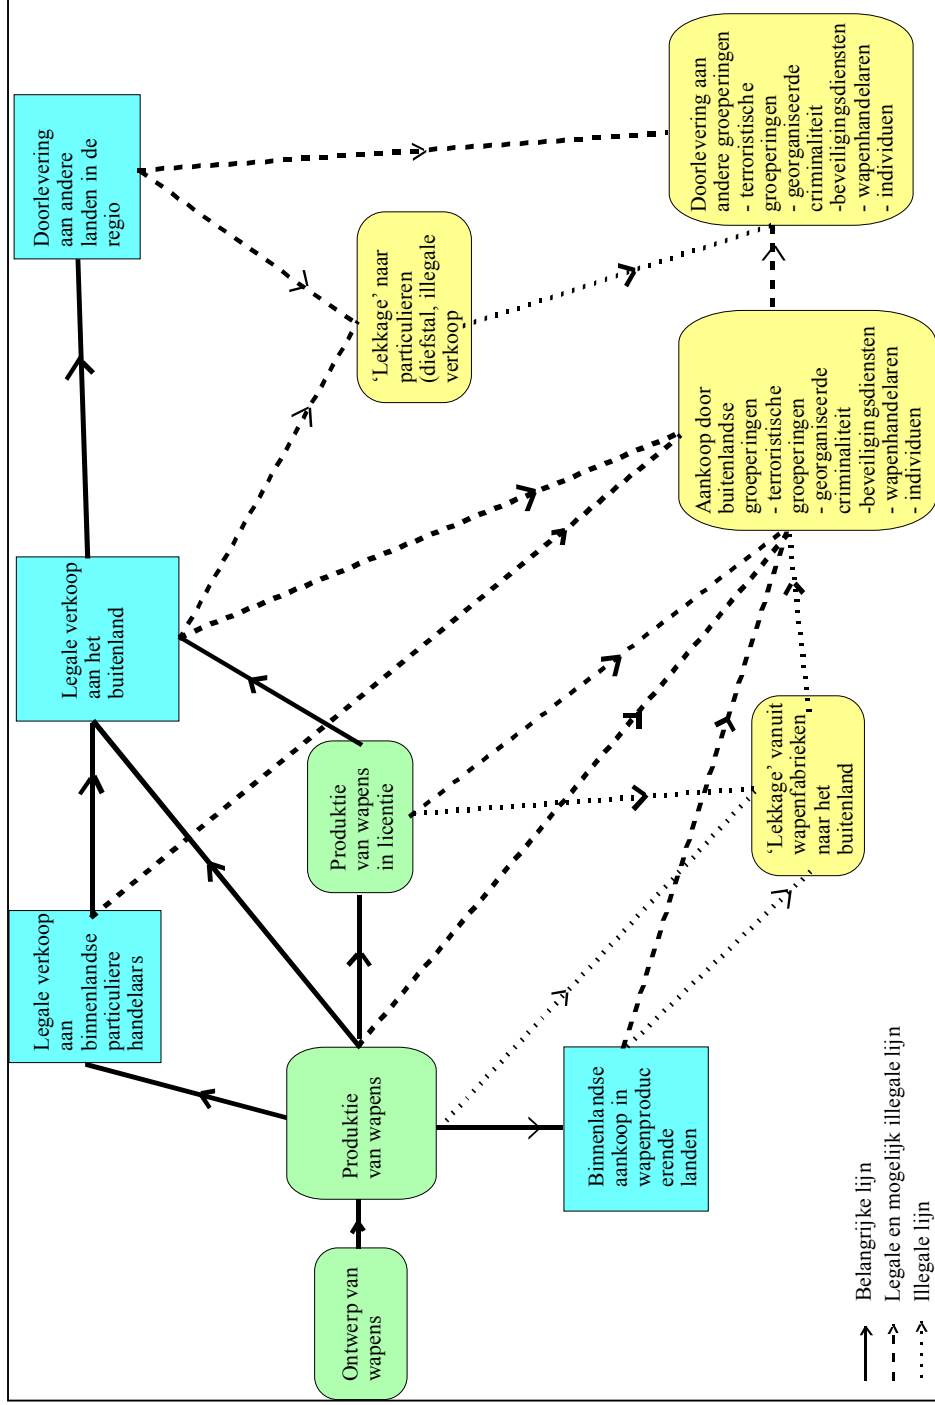 Ontwerp van
wapens
Produktie
van wapens
Legale verkoop
aan
binnenlandse
particuliere
handelaars
Binnenlandse
aankoop in
wapenproduc
erende
landen
Produktie
van wapens
in licentie
Legale verkoop
aan het
buitenland
'Lekkage' vanuit
wapenfabrieken
naar het
buitenland
Doorlevering
aan andere
landen in de
regio
‘Lekkage’ naar
particulieren
(diefstal, illegale
verkoop
Aankoop door
buitenlandse
groeperingen
- terroristische
groeperingen
- georganiseerde
criminaliteit
-beveiligingsdiensten
- wapenhandelaren
- individuen
Doorlevering aan
andere groeperingen
- terroristische
groeperingen
- georganiseerde
criminaliteit
-beveiligingsdiensten
- wapenhandelaren
- individuen
Belangrijke lijn
Legale en mogelijk illegale lijn
Illegale lijn